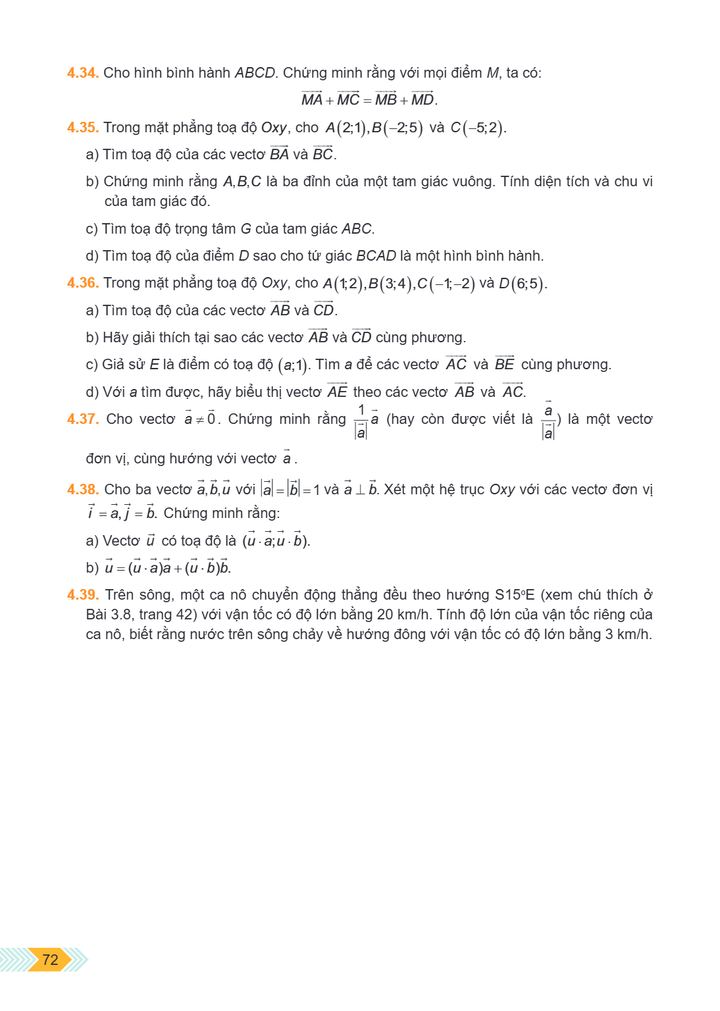 4.34. Cho hình bình hành ABCD. Chứng minh rằng với mọi điểm M, ta có:
$\overrightarrow{MA} + \overrightarrow{MC} = \overrightarrow{MB} + \overrightarrow{MD}.$
4.35. Trong mặt phẳng toạ độ Oxy, cho A(2;1), B(−2;5) và C(−5;2).
a) Tìm toạ độ của các vectơ $\overrightarrow{BA}$ và $\overrightarrow{BC}$.
b) Chứng minh rằng A,B,C là ba đỉnh của một tam giác vuông. Tính diện tích và chu vi
của tam giác đó.
c) Tìm toạ độ trọng tâm G của tam giác ABC.
d) Tìm toạ độ của điểm D sao cho tứ giác BCAD là một hình bình hành.
4.36. Trong mặt phẳng toạ độ Oxy, cho A(1;2), B(3;4), C(−1;−2) và D(6;5).
a) Tìm toạ độ của các vectơ $\overrightarrow{AB}$ và $\overrightarrow{CD}$.
b) Hãy giải thích tại sao các vectơ $\overrightarrow{AB}$ và $\overrightarrow{CD}$ cùng phương.
c) Giả sử E là điểm có toạ độ (a;1). Tìm a để các vectơ $\overrightarrow{AC}$ và $\overrightarrow{BE}$ cùng phương.
d) Với a tìm được, hãy biểu thị vectơ $\overrightarrow{AE}$ theo các vectơ $\overrightarrow{AB}$ và $\overrightarrow{AC}$.
4.37. Cho vectơ $\vec{a} \neq \vec{0}$. Chứng minh rằng $\frac{1}{|\vec{a}|}\vec{a}$ (hay còn được viết là $\frac{\vec{a}}{|\vec{a}|}$) là một vectơ
đơn vị, cùng hướng với vectơ $\vec{a}$.
4.38. Cho ba vectơ $\vec{a},\vec{b},\vec{u}$ với $|\vec{a}| = |\vec{b}| = 1$ và $\vec{a} \perp \vec{b}$. Xét một hệ trục Oxy với các vectơ đơn vị
$\vec{i} = \vec{a}, \vec{j} = \vec{b}$. Chứng minh rằng:
a) Vectơ $\vec{u}$ có toạ độ là $(\vec{u} \cdot \vec{a}; \vec{u} \cdot \vec{b})$.
b) $\vec{u} = (\vec{u} \cdot \vec{a})\vec{a} + (\vec{u} \cdot \vec{b})\vec{b}$.
4.39. Trên sông, một ca nô chuyển động thẳng đều theo hướng S15ºE (xem chú thích ở
Bài 3.8, trang 42) với vận tốc có độ lớn bằng 20 km/h. Tính độ lớn của vận tốc riêng của
ca nô, biết rằng nước trên sông chảy về hướng đông với vận tốc có độ lớn bằng 3 km/h.
72